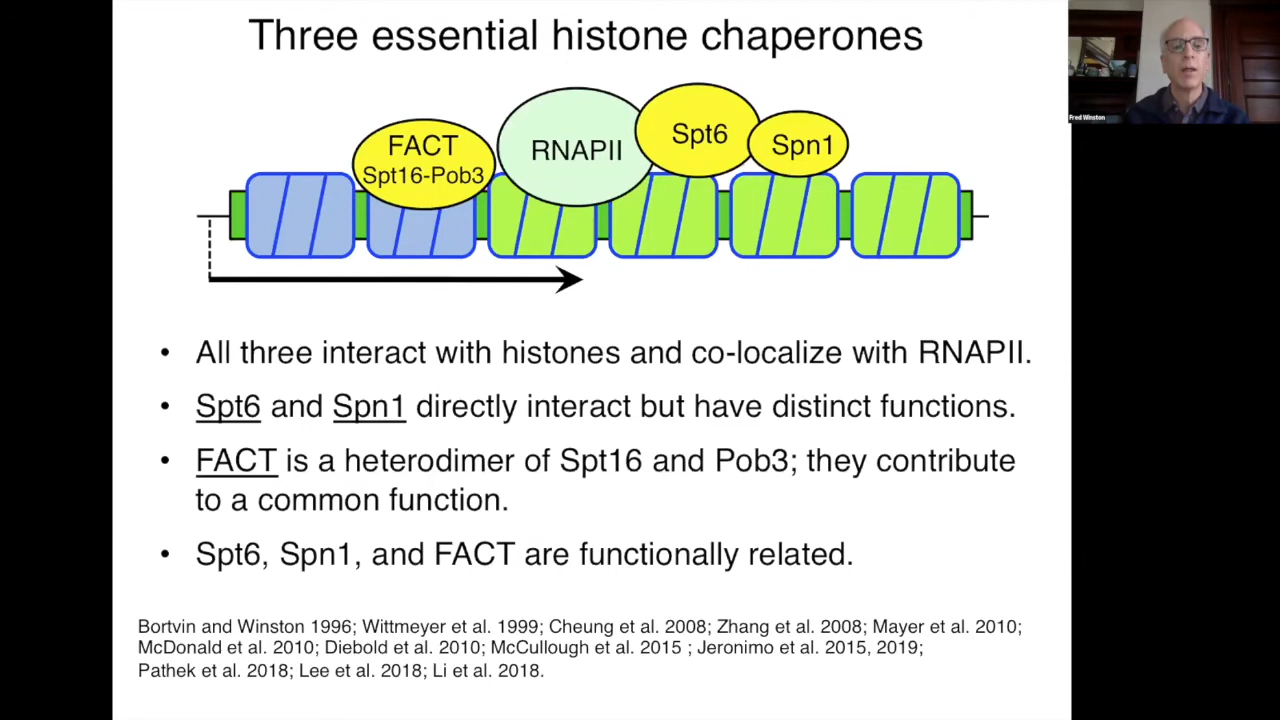 Three essential histone chaperones
FACT
Spt16-Pob3
RNAPII
Spt6
Spn1
Fred Winston
• All three interact with histones and co-localize with RNAPII.
• Spt6 and Spn1 directly interact but have distinct functions.
• FACT is a heterodimer of Spt16 and Pob3; they contribute
to a common function.
• Spt6, Spn1, and FACT are functionally related.
Bortvin and Winston 1996; Wittmeyer et al. 1999; Cheung et al. 2008; Zhang et al. 2008; Mayer et al. 2010;
McDonald et al. 2010; Diebold et al. 2010; McCullough et al. 2015 ; Jeronimo et al. 2015, 2019;
Pathek et al. 2018; Lee et al. 2018; Li et al. 2018.